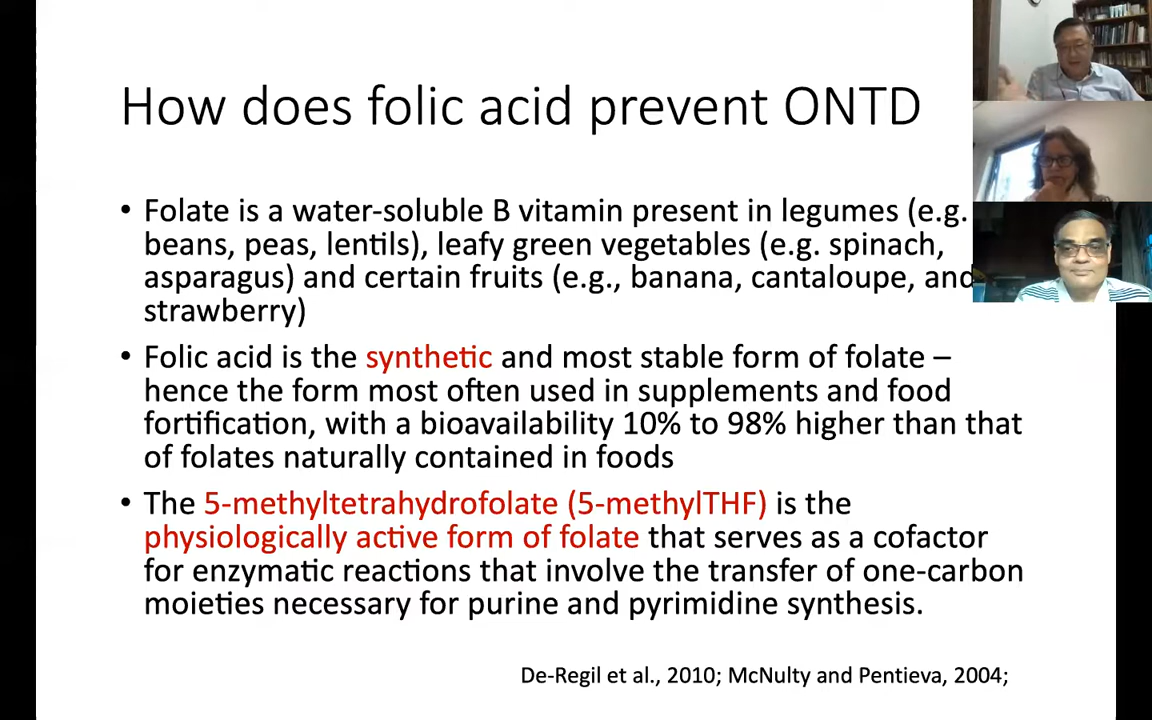 How does folic acid prevent ONTD
• Folate is a water-soluble B vitamin present in legumes (e.g.
beans, peas, lentils), leafy green vegetables (e.g. spinach,
asparagus) and certain fruits (e.g., banana, cantaloupe, and
strawberry)
• Folic acid is the synthetic and most stable form of folate –
hence the form most often used in supplements and food
fortification, with a bioavailability 10% to 98% higher than that
of folates naturally contained in foods
• The 5-methyltetrahydrofolate (5-methylTHF) is the
physiologically active form of folate that serves as a cofactor
for enzymatic reactions that involve the transfer of one-carbon
moieties necessary for purine and pyrimidine synthesis.
De-Regil et al., 2010; McNulty and Pentieva, 2004;